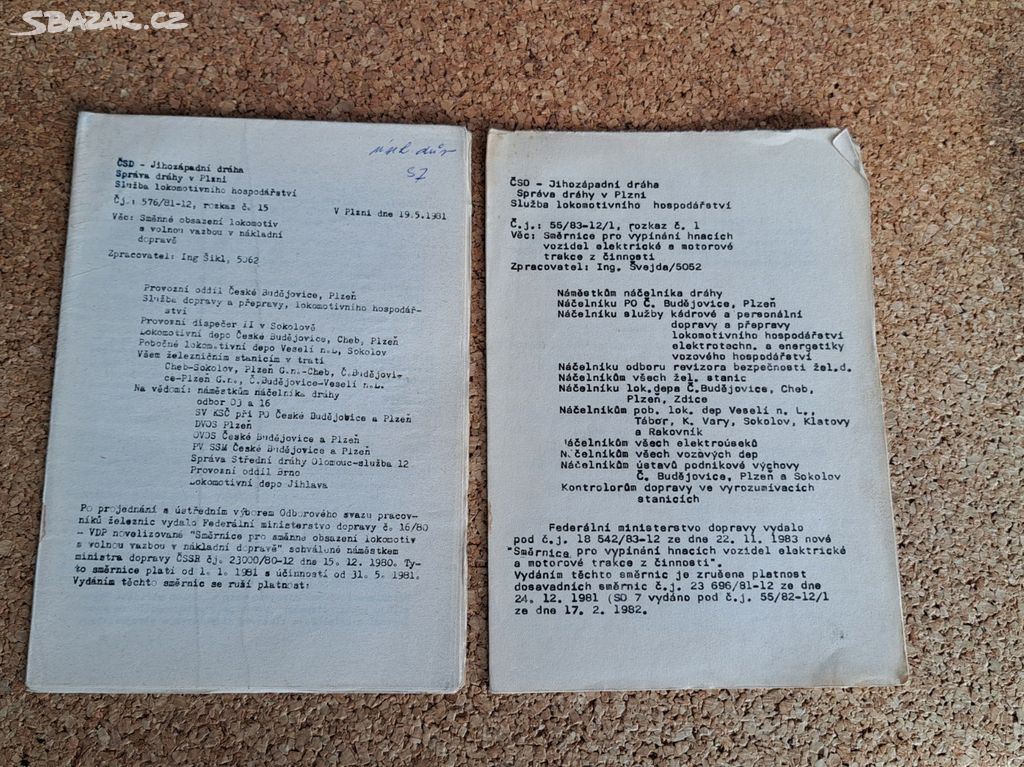 SBAZAR.CZ
S7
ČSD - Jihozápadní dráha
Správa dráhy v Plzni
Služba lokomotivního hospodářství
Čj.: 576/81-12, rozkaz č. 15
V Plzni dne 19.5.1981
Věc: Směnné obsazení lokomotiv
s volnou vazbou v nákladní
dopravě
Zpracovatel: Ing Šikl, 5062
Provozní oddíl České Budějovice, Plzeň
Služba dopravy a přepravy, lokomotivního hospodář-
ství
Provozní dispečer II v Sokolově
Lokomotivní depo České Budějovice, Cheb, Plzeň
Pobočné lokomotivní depo Veselí n.L, Sokolov
Všem železničním stanicím v trati
Cheb-Sokolov, Plzeň G.n.-Cheb, Č.Budějovi-
ce-Plzeň G.n., Č.Budějovice-Veselí n.L.
Na vědomí: náměstkům náčelníka dráhy
odbor OJ a 16
SV KSČ při PO České Budějovice a Plzeň
DVOS Plzeň
OVOS České Budějovice a Plzeň
PV SSM České Budějovice a Plzeň
Správa Střední dráhy Olomouc-služba 12
Provozní oddíl Brno
Lokomotivní depo Jihlava
Po projednání s ústředním výborem Odborového svazu pracov-
níků železnic vydalo Federální ministerstvo dopravy č. 16/80
- VDP novelizované "Směrnice pro směnné obsazení lokomotiv
s volnou vazbou v nákladní dopravě" schválené náměstkem
ministra dopravy ČSSR čj. 23000/80-12 dne 15. 12. 1980. Ty-
to směrnice platí od 1. 1. 1981 s účinností od 31. 5. 1981.
Vydáním těchto směrnic se ruší platnost:
ČSD - Jihozápadní dráha
Správa dráhy v Plzni
Služba lokomotivního hospodářství
Č.j.: 55/83-12/1, rozkaz č. 1
Věc: Směrnice pro vypínání hnacích
vozidel elektrické a motorové
trakce z činnosti
Zpracovatel: Ing. Švejda/5052
Náměstkům náčelníka dráhy
Náčelníku PO Č. Budějovice, Plzeň
Náčelníku služby kádrové a personální
dopravy a přepravy
lokomotivního hospodářství
elektrotechn. a energetiky
vozového hospodářství
Náčelníku odboru revizora bezpečnosti žel.d.
Náčelníkům všech žel. stanic
Náčelníku lok.depa Č.Budějovice, Cheb,
Plzeň, Zdice
Náčelníkům pob. lok. dep Veselí n. L.,
Tábor, K. Vary, Sokolov, Klatovy
a Rakovník
Náčelníkům všech elektroúseků
Náčelníkům všech vozových dep
Náčelníkům ústavů podnikové výchovy
Č. Budějovice, Plzeň a Sokolov
Kontrolorům dopravy ve vyrozumívacích
stanicích
Federální ministerstvo dopravy vydalo
pod č.j. 18 542/83-12 ze dne 22. 11. 1983 nové
"Směrnice pro vypínání hnacích vozidel elektrické
a motorové trakce z činnosti".
Vydáním těchto směrnic je zrušena platnost
dosavadních směrnic č.j. 23 696/81-12 ze dne
24. 12. 1981 (SD 7 vydáno pod č.j. 55/82-12/1
ze dne 17. 2. 1982.